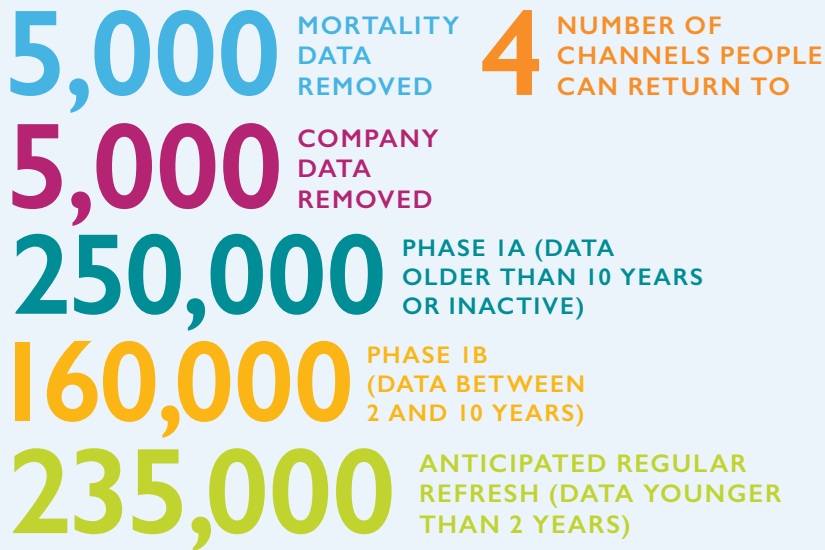 5,000 MORTALITY
DATA
REMOVED
4 NUMBER OF
CHANNELS PEOPLE
CAN RETURN TO
5,000 COMPANY
DATA
REMOVED
250,000 PHASE 1A (DATA
OLDER THAN 10 YEARS
OR INACTIVE)
160,000 PHASE 1B
(DATA BETWEEN
2 AND 10 YEARS)
235,000 ANTICIPATED REGULAR
REFRESH (DATA YOUNGER
THAN 2 YEARS)